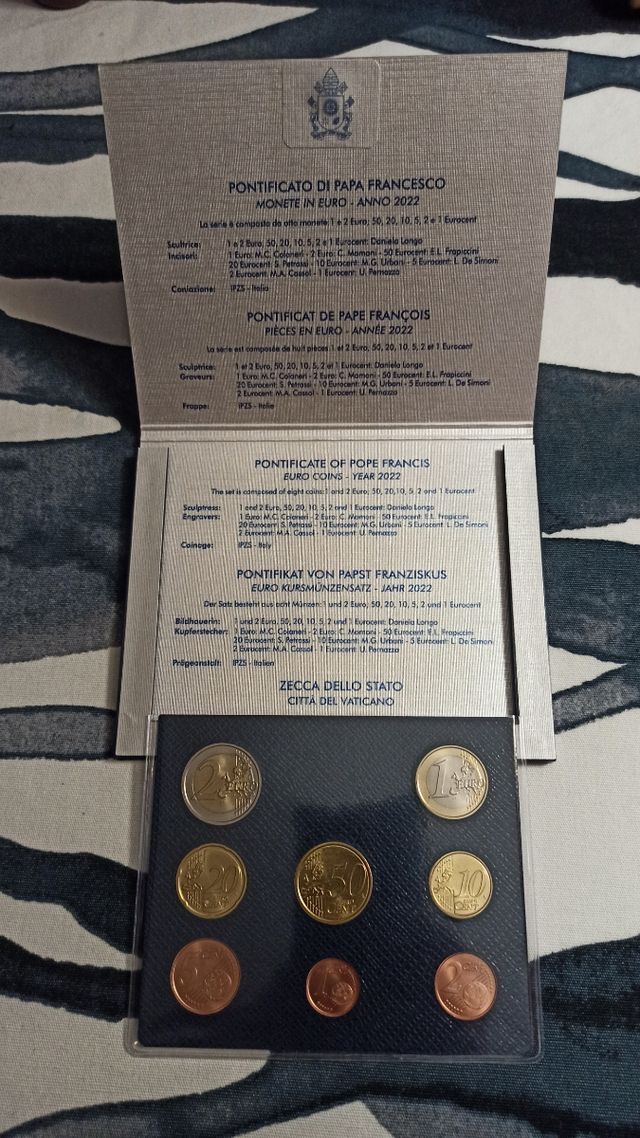 PONTIFICATO DI PAPA FRANCESCO
MONETE IN EURO - ANNO 2022
La serie è composta da otto monete: 1 e 2 Euro, 50, 20, 10, 5, 2 e 1 Eurocent
Scultrice: 1 e 2 Euro, 50, 20, 10, 5, 2 e 1 Eurocent: Daniela Longo
Incisori: 1 Euro: M.C. Colaneri - 2 Euro: C. Momoni - 50 Eurocent: E.L. Frapiccini
20 Eurocent: S. Petrassi - 10 Eurocent: M.G. Urbani - 5 Eurocent: L. De Simoni
2 Eurocent: M.A. Cassol - 1 Eurocent: U. Pernazza
Coniazione: IPZS - Italia
PONTIFICAT DE PAPE FRANÇOIS
PIÈCES EN EURO - ANNÉE 2022
La série est composée de huit pièces: 1 et 2 Euro, 50, 20, 10, 5, 2 et 1 Eurocent
Sculptrice: 1 et 2 Euro, 50, 20, 10, 5, 2 et 1 Eurocent: Daniela Longo
Graveurs: 1 Euro: M.C. Colaneri - 2 Euro: C. Momoni - 50 Eurocent: E.L. Frapiccini
20 Eurocent: S. Petrassi - 10 Eurocent: M.G. Urbani - 5 Eurocent: L. De Simoni
2 Eurocent: M.A. Cassol - 1 Eurocent: U. Pernazza
Frappe: IPZS - Italie
PONTIFICATE OF POPE FRANCIS
EURO COINS - YEAR 2022
The set is composed of eight coins: 1 and 2 Euro, 50, 20, 10, 5, 2 and 1 Eurocent
Sculptress: 1 and 2 Euro, 50, 20, 10, 5, 2 and 1 Eurocent: Daniela Longo
Engravers: 1 Euro: M.C. Colaneri - 2 Euro: C. Momoni - 50 Eurocent: E.L. Frapiccini
20 Eurocent: S. Petrassi - 10 Eurocent: M.G. Urbani - 5 Eurocent: L. De Simoni
2 Eurocent: M.A. Cassol - 1 Eurocent: U. Pernazza
Coinage: IPZS - Italy
PONTIFIKAT VON PAPST FRANZISKUS
EURO KURSMÜNZENSATZ - JAHR 2022
Der Satz besteht aus acht Münzen: 1 und 2 Euro, 50, 20, 10, 5, 2 und 1 Eurocent
Bildhauerin: 1 und 2 Euro, 50, 20, 10, 5, 2 und 1 Eurocent: Daniela Longo
Kupferstecher: 1 Euro: M.C. Colaneri - 2 Euro: C. Momoni - 50 Eurocent: E.L. Frapiccini
20 Eurocent: S. Petrassi - 10 Eurocent: M.G. Urbani - 5 Eurocent: L. De Simoni
2 Eurocent: M.A. Cassol - 1 Eurocent: U. Pernazza
Prägeanstalt: IPZS - Italien
ZECCA DELLO STATO
CITTÀ DEL VATICANO
2 EURO
1 EURO
20 CENT
50 CENT
10 CENT
5
1
2